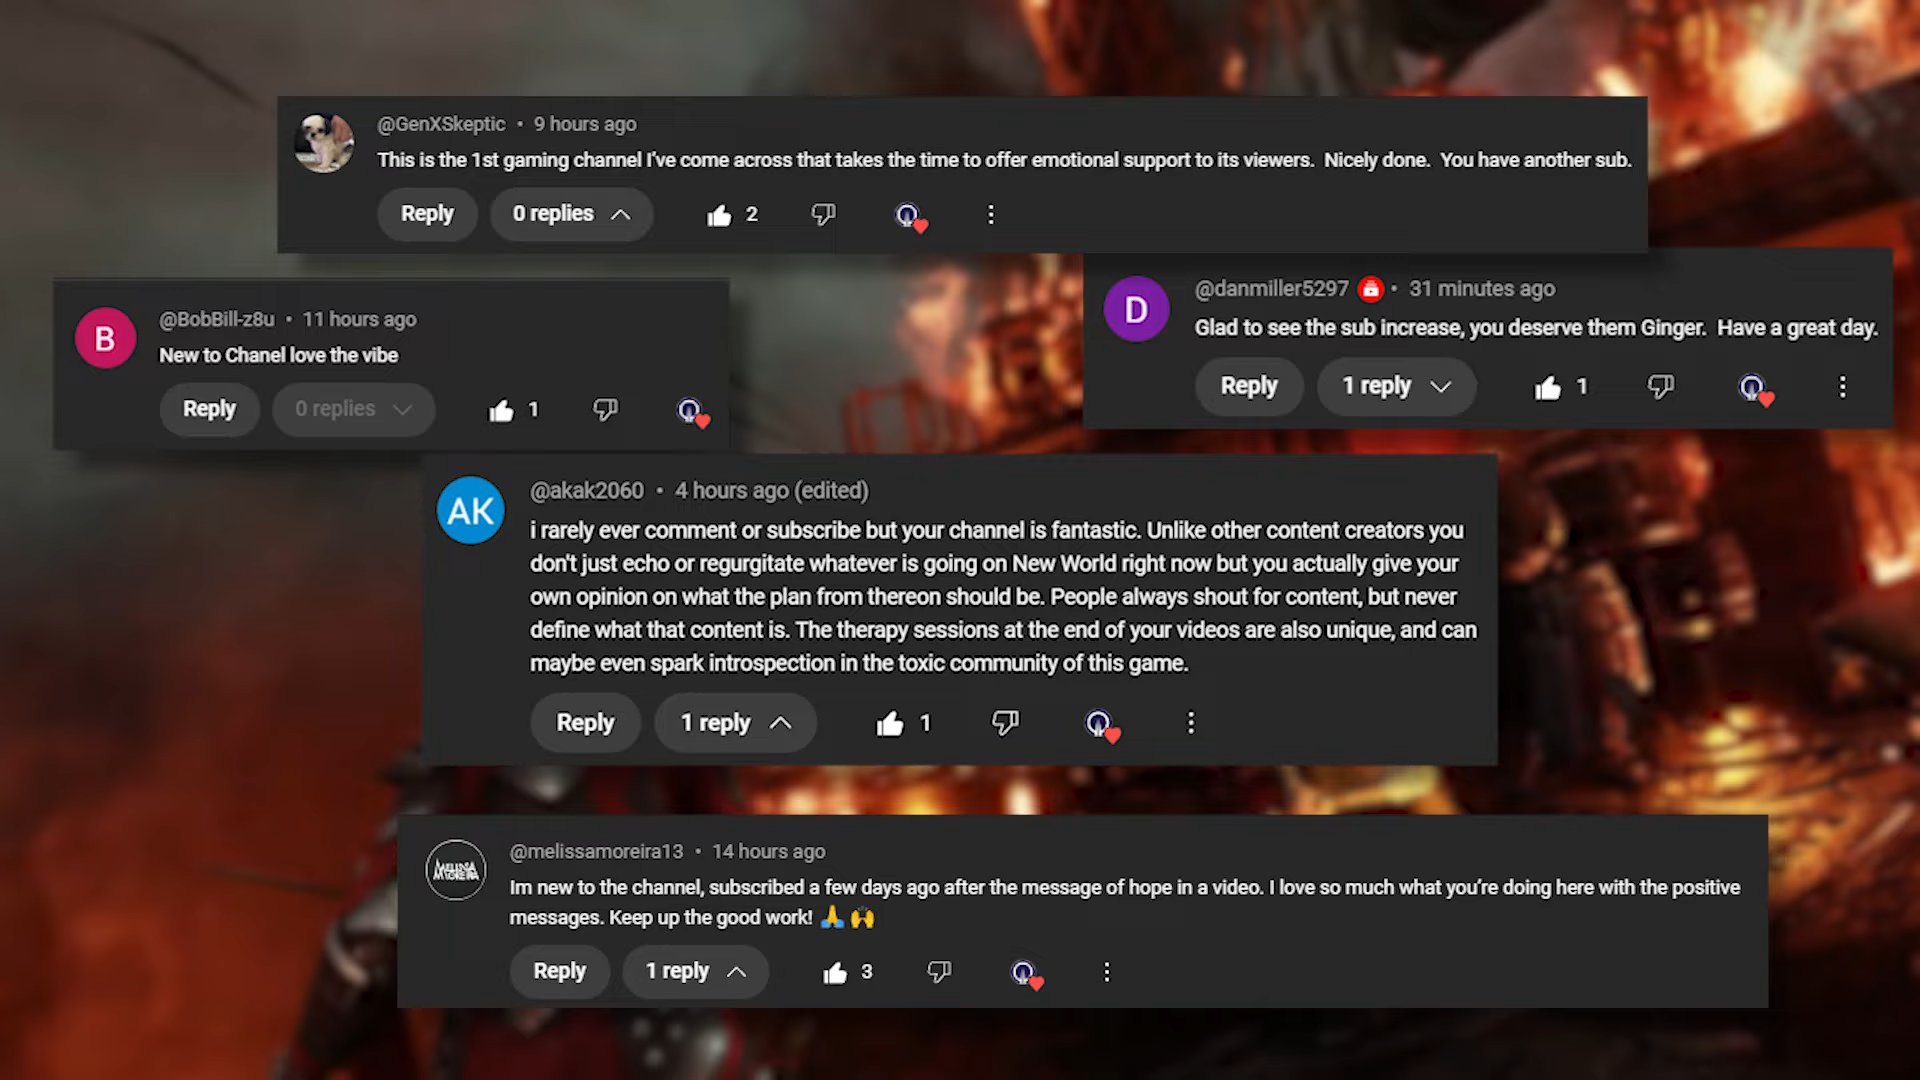 @GenXSkeptic • 9 hours ago
This is the 1st gaming channel I've come across that takes the time to offer emotional support to its viewers.  Nicely done.  You have another sub.
Reply 0 replies 2
@BobBill-z8u • 11 hours ago
B
New to Chanel love the vibe
Reply 0 replies 1
@danmiller5297 • 31 minutes ago
D
Glad to see the sub increase, you deserve them Ginger.  Have a great day.
Reply 1 reply 1
@akak2060 • 4 hours ago (edited)
AK
i rarely ever comment or subscribe but your channel is fantastic. Unlike other content creators you
don't just echo or regurgitate whatever is going on New World right now but you actually give your
own opinion on what the plan from thereon should be. People always shout for content, but never
define what that content is. The therapy sessions at the end of your videos are also unique, and can
maybe even spark introspection in the toxic community of this game.
Reply 1 reply 1
@melissamoreira13 • 14 hours ago
MELISSA
MOREIRA
Im new to the channel, subscribed a few days ago after the message of hope in a video. I love so much what you're doing here with the positive
messages. Keep up the good work! 🙏 🙌
Reply 1 reply 3